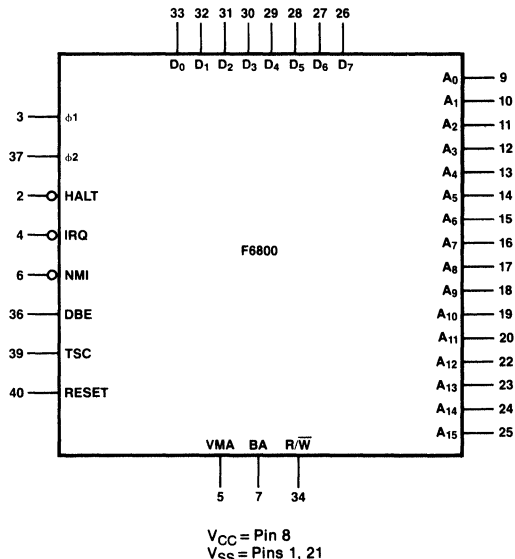 33 32 31 30 29 28 27 26
D0 D1 D2 D3 D4 D5 D6 D7
A0 9
A1 10
3 ϕ1
A2 11
A3 12
37 ϕ2
A4 13
2 HALT
A5 14
A6 15
4 IRQ
A7 16
F6800
A8 17
6 NMI
A9 18
36 DBE
A10 19
A11 20
39 TSC
A12 22
A13 23
40 RESET
A14 24
A15 25
VMA BA R/W̅
5 7 34
VCC = Pin 8
VSS = Pins 1, 21